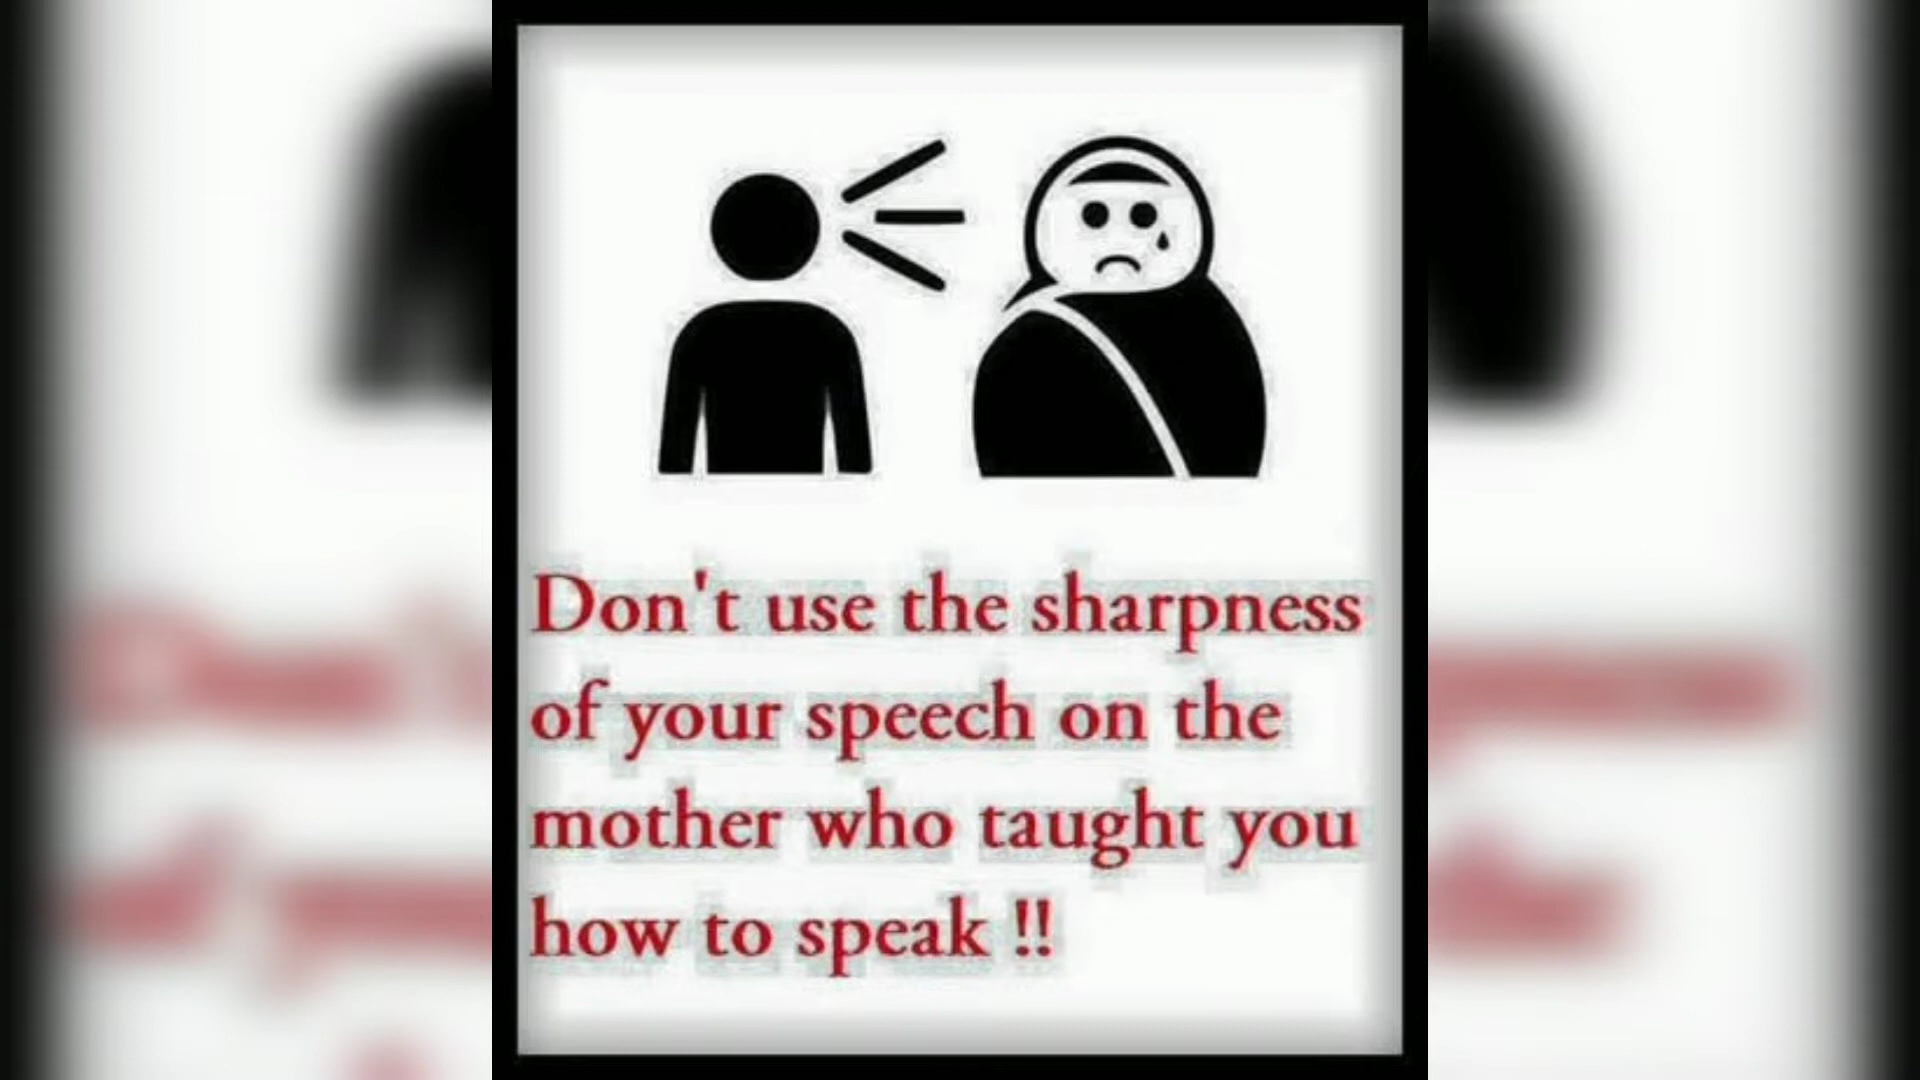 Don't use the sharpness
of your speech on the
mother who taught you
how to speak !!